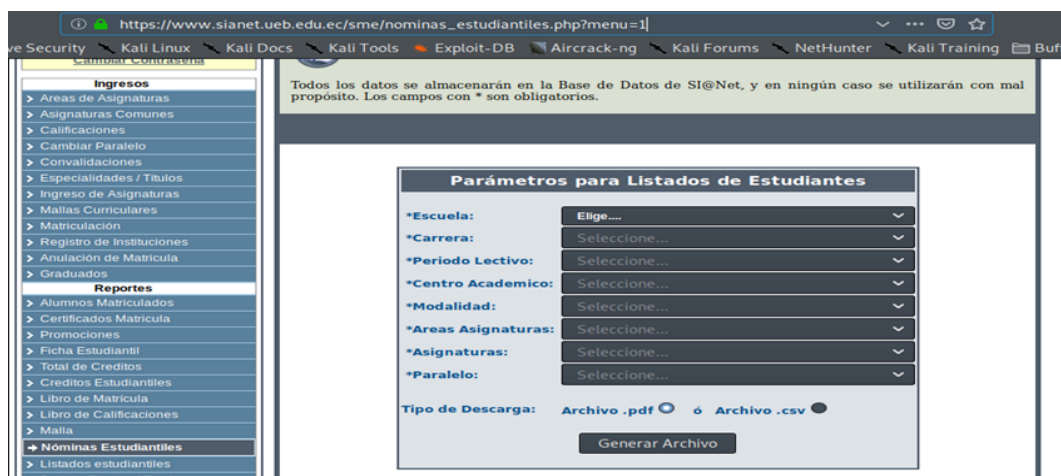 https://www.sianet.ueb.edu.ec/sme/nominas_estudiantiles.php?menu=1
ve Security Kali Linux Kali Docs Kali Tools Exploit-DB Aircrack-ng Kali Forums NetHunter Kali Training Buf
Cambiar Contraseña
Ingresos
Areas de Asignaturas
Asignaturas Comunes
Calificaciones
Cambiar Paralelo
Convalidaciones
Especialidades / Títulos
Ingreso de Asignaturas
Mallas Curriculares
Matriculación
Registro de Instituciones
Anulación de Matricula
Graduados
Reportes
Alumnos Matriculados
Certificados Matricula
Promociones
Ficha Estudiantil
Total de Creditos
Creditos Estudiantiles
Libro de Matricula
Libro de Calificaciones
Malla
Nóminas Estudiantiles
Listados estudiantiles
Todos los datos se almacenarán en la Base de Datos de SI@Net, y en ningún caso se utilizarán con mal
propósito. Los campos con * son obligatorios.
Parámetros para Listados de Estudiantes
*Escuela: Elige....
*Carrera: Seleccione...
*Periodo Lectivo: Seleccione...
*Centro Academico: Seleccione...
*Modalidad: Seleccione...
*Areas Asignaturas: Seleccione...
*Asignaturas: Seleccione...
*Paralelo: Seleccione...
Tipo de Descarga: Archivo .pdf ó Archivo .csv
Generar Archivo